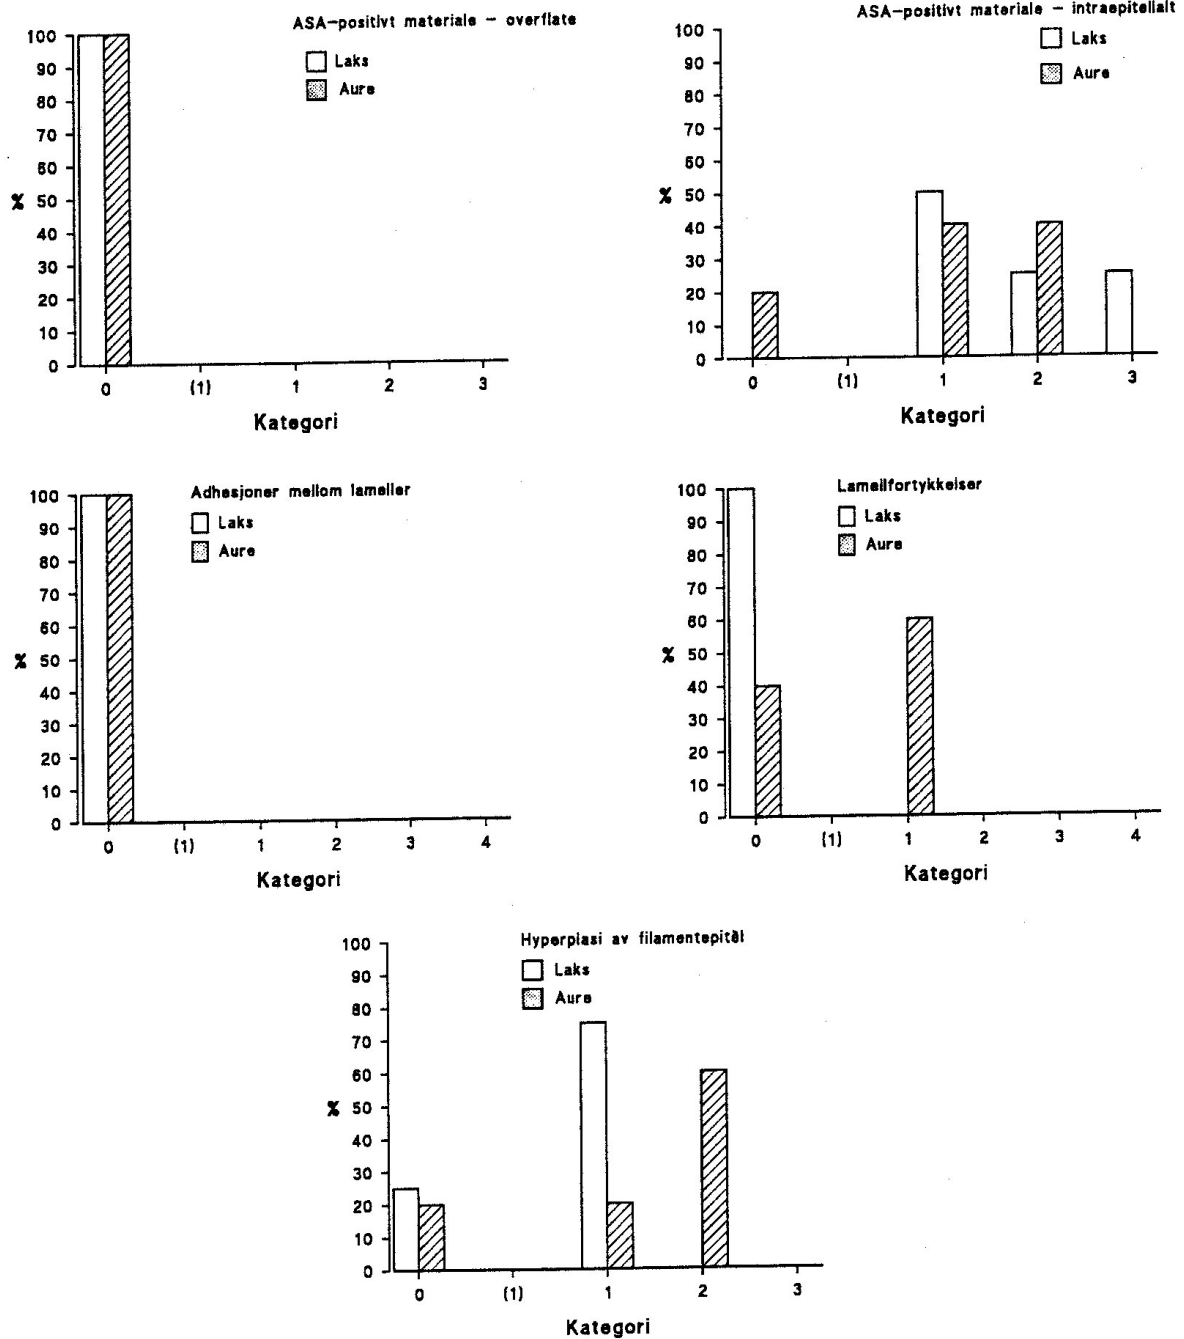 ASA-positivt materiale - overflate
Laks
Aure
100
90
80
70
60
50
40
30
20
10
0
%
0 (1) 1 2 3
Kategori
ASA-positivt materiale - intraepitelialt
Laks
Aure
100
90
80
70
60
50
40
30
20
10
0
%
0 (1) 1 2 3
Kategori
Adhesjoner mellom lameller
Laks
Aure
100
90
80
70
60
50
40
30
20
10
0
%
0 (1) 1 2 3 4
Kategori
Lamellfortykkelser
Laks
Aure
100
90
80
70
60
50
40
30
20
10
0
%
0 (1) 1 2 3 4
Kategori
Hyperplasi av filamentepitèl
Laks
Aure
100
90
80
70
60
50
40
30
20
10
0
%
0 (1) 1 2 3
Kategori